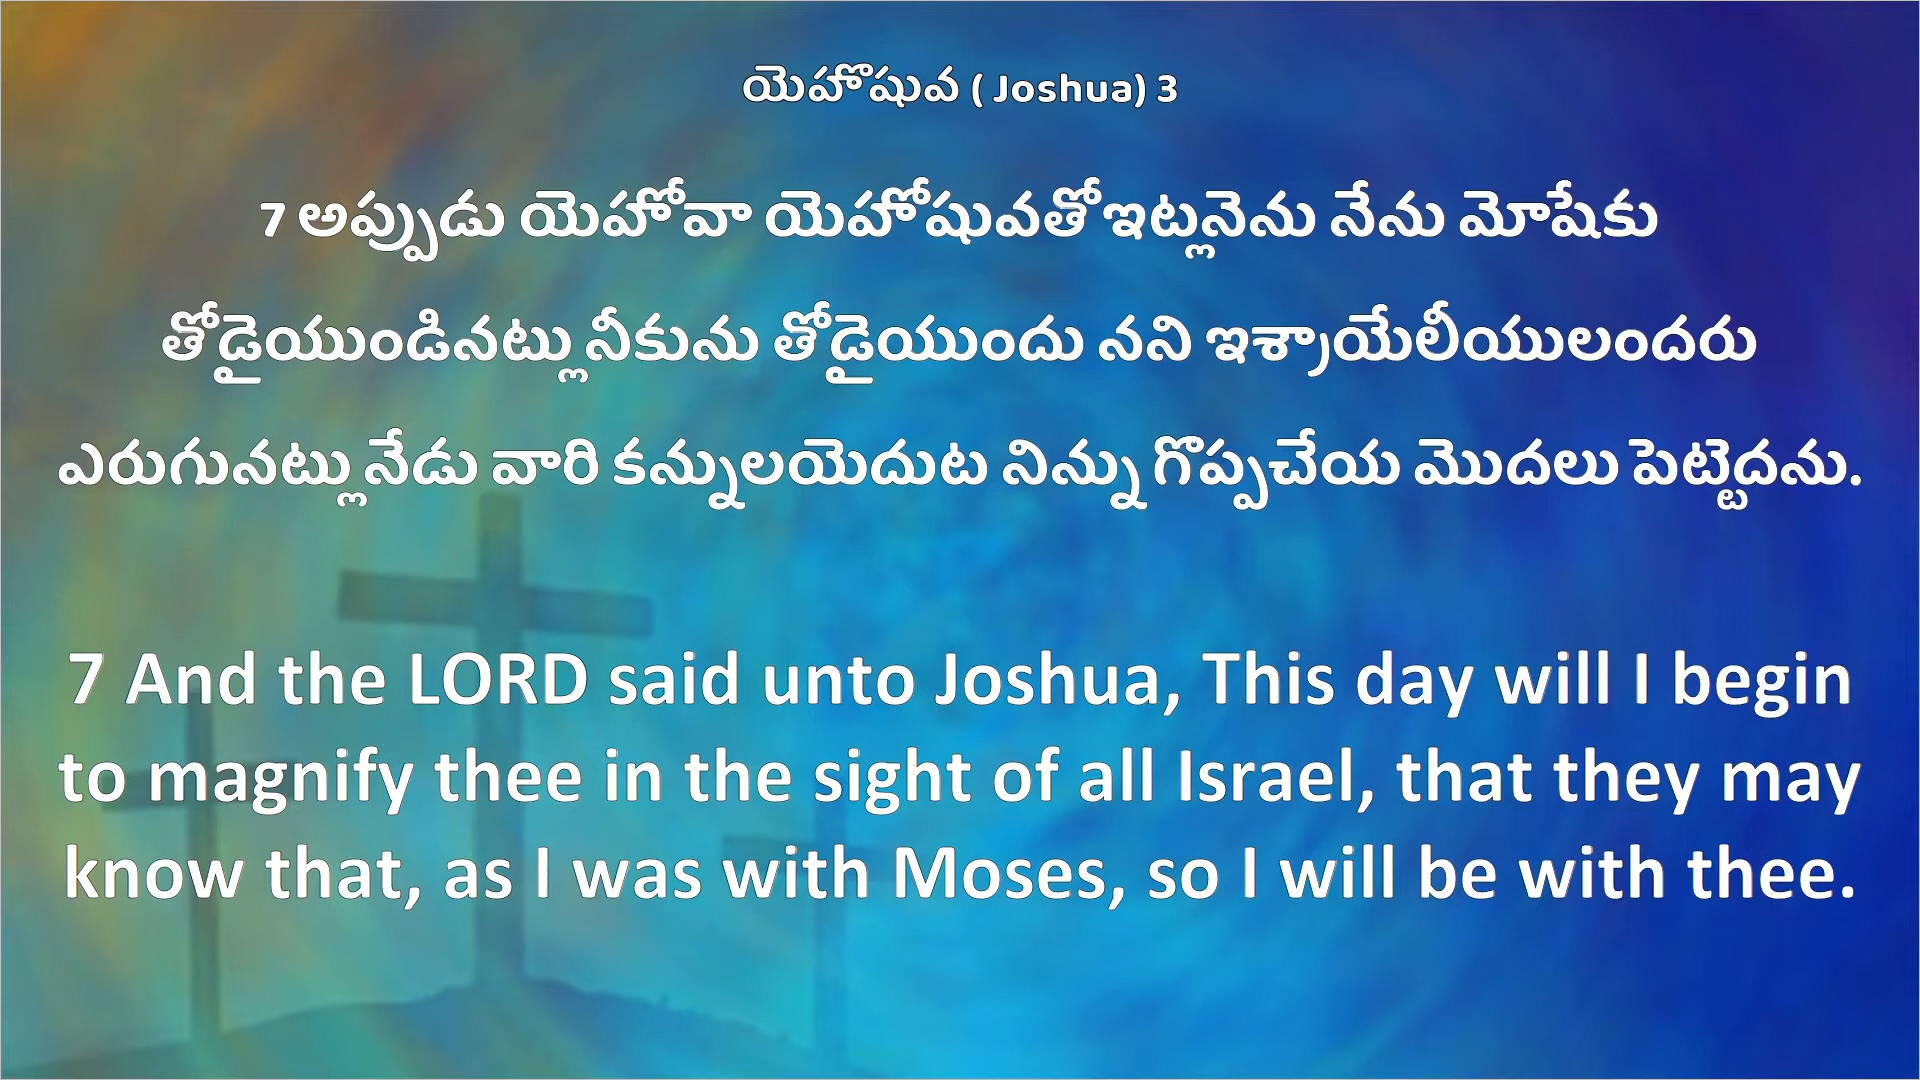 యెహొషువ ( Joshua) 3
7 అప్పుడు యెహోవా యెహోషువతో ఇట్లనెను నేను మోషేకు
తోడైయుండినట్లు నీకును తోడైయుందు నని ఇశ్రాయేలీయులందరు
ఎరుగునట్లు నేడు వారి కన్నులయెదుట నిన్ను గొప్పచేయ మొదలు పెట్టెదను.
7 And the LORD said unto Joshua, This day will I begin
to magnify thee in the sight of all Israel, that they may
know that, as I was with Moses, so I will be with thee.